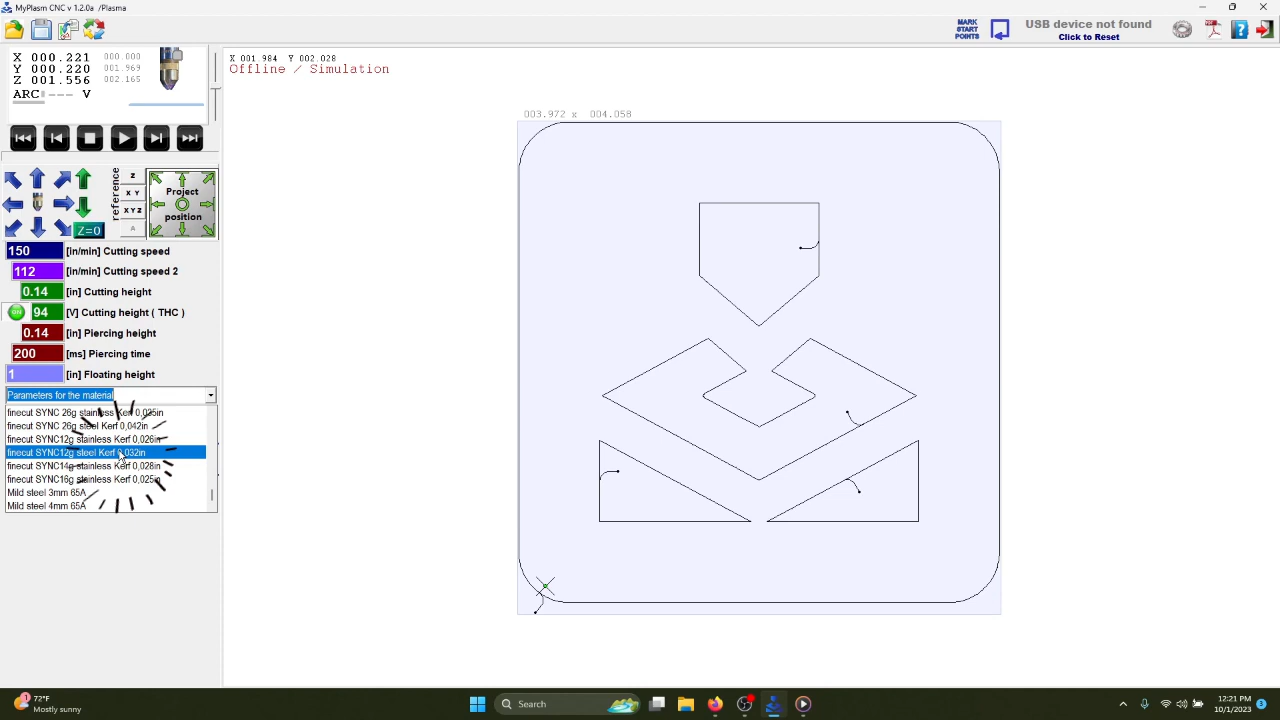 MyPlasm CNC v 1.2.0a /Plasma
MARK START POINTS
USB device not found
Click to Reset
X 000.221 000.000
Y 000.220 001.969
Z 001.556 002.165
ARC --- V
X 001.984 Y 002.028
Offline / Simulation
003.972 x 004.058
reference
Z
X Y
X Y Z
A
Z=0
Project position
150 [in/min] Cutting speed
112 [in/min] Cutting speed 2
0.14 [in] Cutting height
ON 94 [V] Cutting height ( THC )
0.14 [in] Piercing height
200 [ms] Piercing time
1 [in] Floating height
Parameters for the material
finecut SYNC 26g stainless Kerf 0,025in
finecut SYNC 26g steel Kerf 0,042in
finecut SYNC12g stainless Kerf 0,026in
finecut SYNC12g steel Kerf 0,032in
finecut SYNC14g stainless Kerf 0,028in
finecut SYNC16g stainless Kerf 0,025in
Mild steel 3mm 65A
Mild steel 4mm 65A
72°F
Mostly sunny
Search
12:21 PM
10/1/2023
3